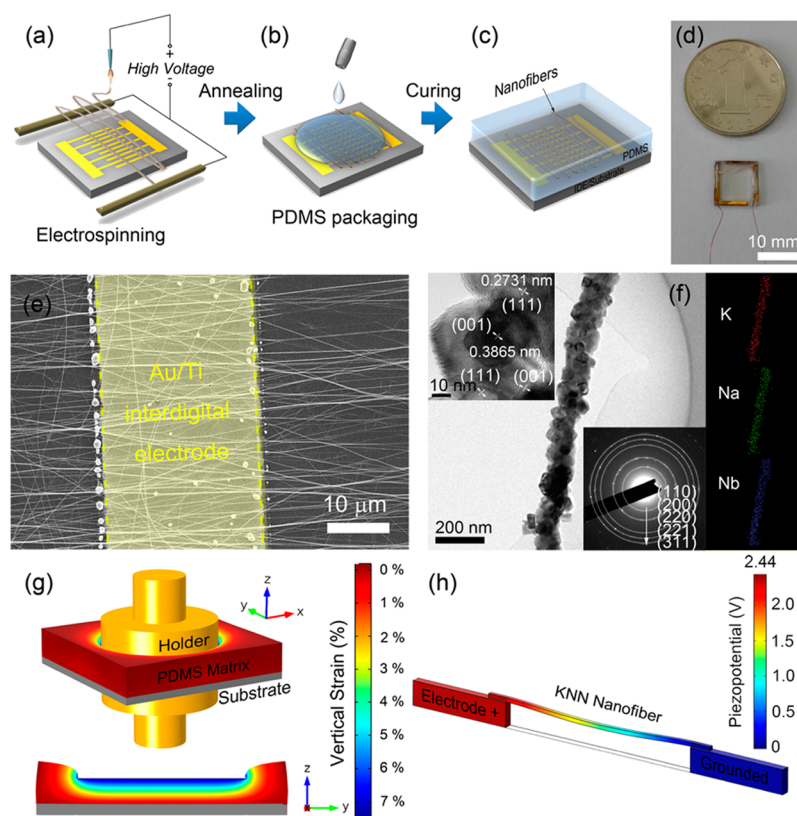 (a)
+
High Voltage
-
Electrospinning
Annealing
(b)
PDMS packaging
Curing
(c)
Nanofibers
PDMS
IDE/Substrate
(d)
1
10 mm
(e)
Au/Ti
interdigital
electrode
10 μm
(f)
0.2731 nm
(111)
(001)
0.3865 nm
(111)
(001)
10 nm
200 nm
(110)
(200)
(220)
(221)
(311)
K
Na
Nb
(g)
z
y
x
Holder
PDMS Matrix
Substrate
z
y
Vertical Strain (%)
0 %
1 %
2 %
3 %
4 %
5 %
6 %
7 %
(h)
Electrode +
KNN Nanofiber
Grounded
Piezopotential (V)
2.44
2.0
1.5
1.0
0.5
0